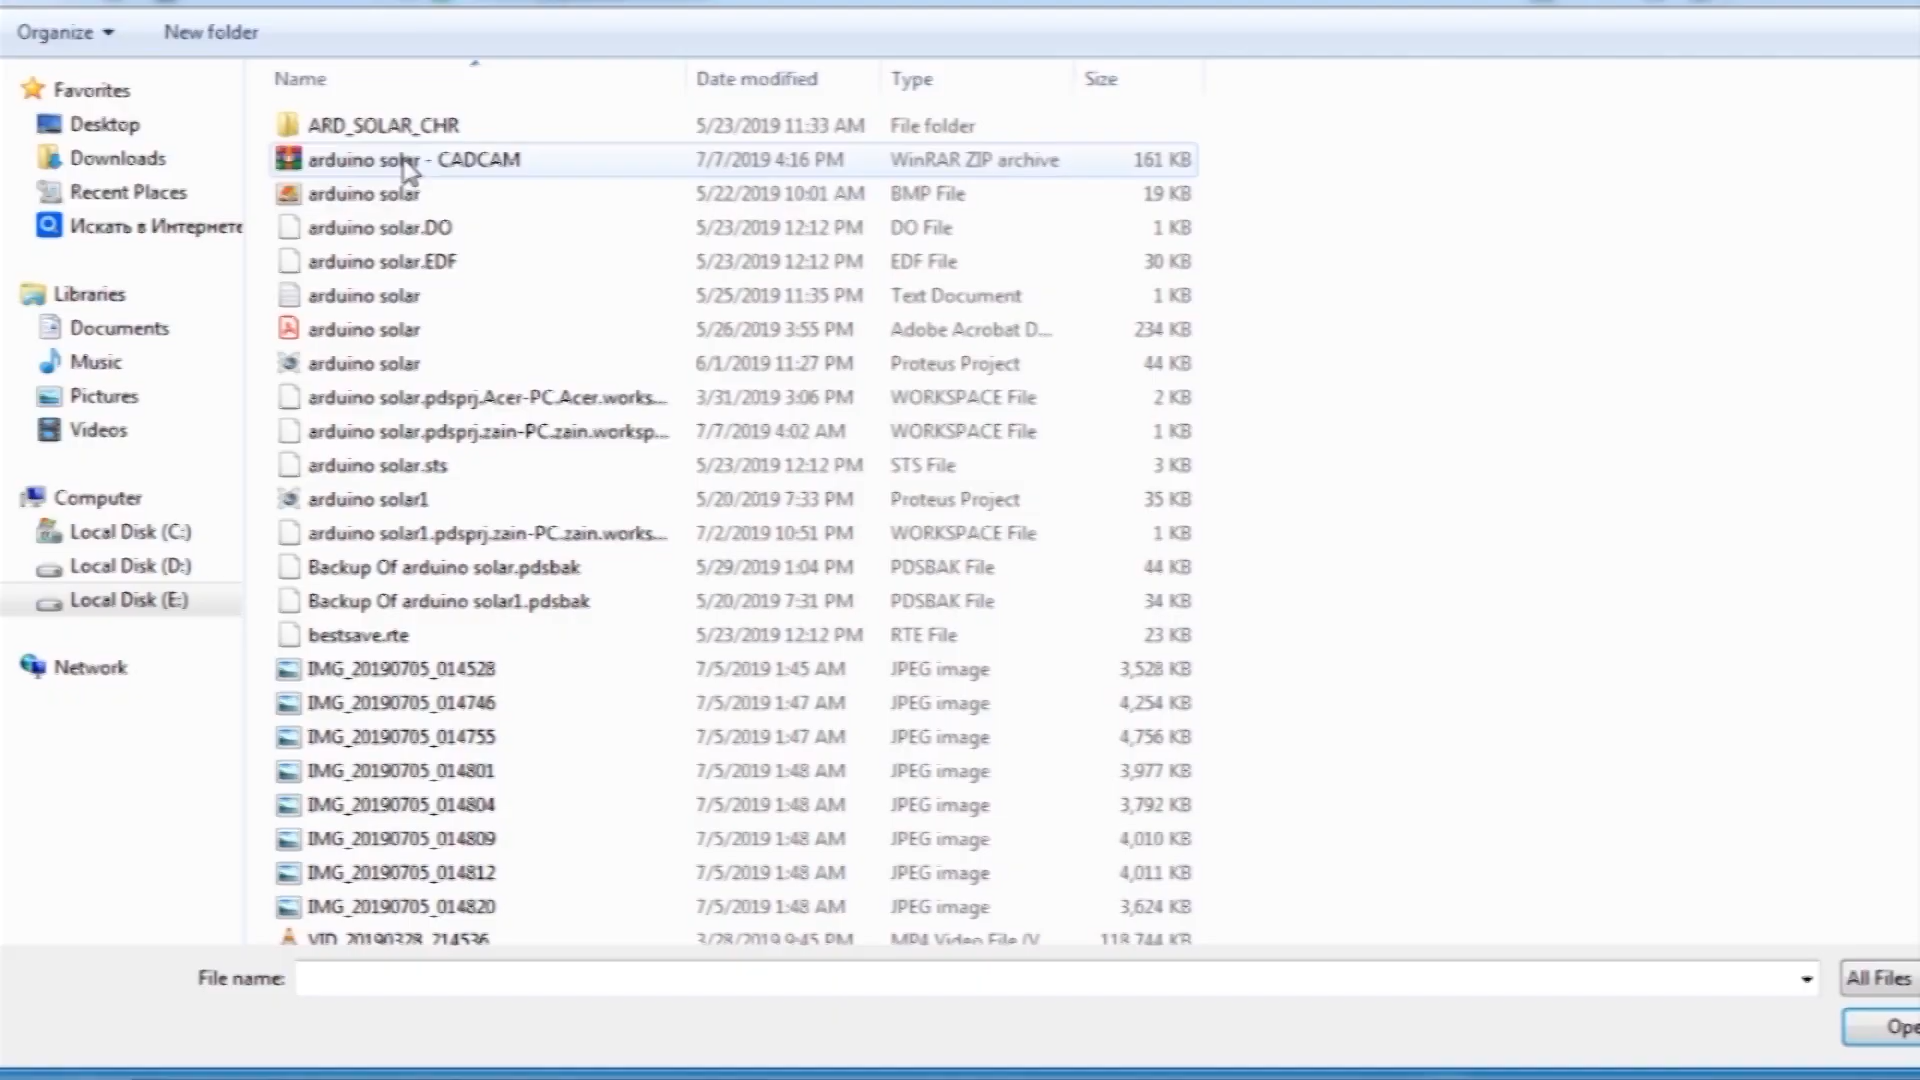 Organize New folder
Name Date modified Type Size
Favorites
Desktop
Downloads
Recent Places
Искать в Интернете
Libraries
Documents
Music
Pictures
Videos
Computer
Local Disk (C:)
Local Disk (D:)
Local Disk (E:)
Network
ARD_SOLAR_CHR 5/23/2019 11:33 AM File folder
arduino solar - CADCAM 7/7/2019 4:16 PM WinRAR ZIP archive 161 KB
arduino solar 5/22/2019 10:01 AM BMP File 19 KB
arduino solar.DO 5/23/2019 12:12 PM DO File 1 KB
arduino solar.EDF 5/23/2019 12:12 PM EDF File 30 KB
arduino solar 5/25/2019 11:35 PM Text Document 1 KB
arduino solar 5/26/2019 3:55 PM Adobe Acrobat D... 234 KB
arduino solar 6/1/2019 11:27 PM Proteus Project 44 KB
arduino solar.pdsprj.Acer-PC.Acer.works... 3/31/2019 3:06 PM WORKSPACE File 2 KB
arduino solar.pdsprj.zain-PC.zain.worksp... 7/7/2019 4:02 AM WORKSPACE File 1 KB
arduino solar.sts 5/23/2019 12:12 PM STS File 3 KB
arduino solar1 5/20/2019 7:33 PM Proteus Project 35 KB
arduino solar1.pdsprj.zain-PC.zain.works... 7/2/2019 10:51 PM WORKSPACE File 1 KB
Backup Of arduino solar.pdsbak 5/29/2019 1:04 PM PDSBAK File 44 KB
Backup Of arduino solar1.pdsbak 5/20/2019 7:31 PM PDSBAK File 34 KB
bestsave.rte 5/23/2019 12:12 PM RTE File 23 KB
IMG_20190705_014528 7/5/2019 1:45 AM JPEG image 3,528 KB
IMG_20190705_014746 7/5/2019 1:47 AM JPEG image 4,254 KB
IMG_20190705_014755 7/5/2019 1:47 AM JPEG image 4,756 KB
IMG_20190705_014801 7/5/2019 1:48 AM JPEG image 3,977 KB
IMG_20190705_014804 7/5/2019 1:48 AM JPEG image 3,792 KB
IMG_20190705_014809 7/5/2019 1:48 AM JPEG image 4,010 KB
IMG_20190705_014812 7/5/2019 1:48 AM JPEG image 4,011 KB
IMG_20190705_014820 7/5/2019 1:48 AM JPEG image 3,624 KB
VID_20190328_214536 3/28/2019 9:45 PM MP4 Video File (V 118,744 KB
File name: All Files
Ope